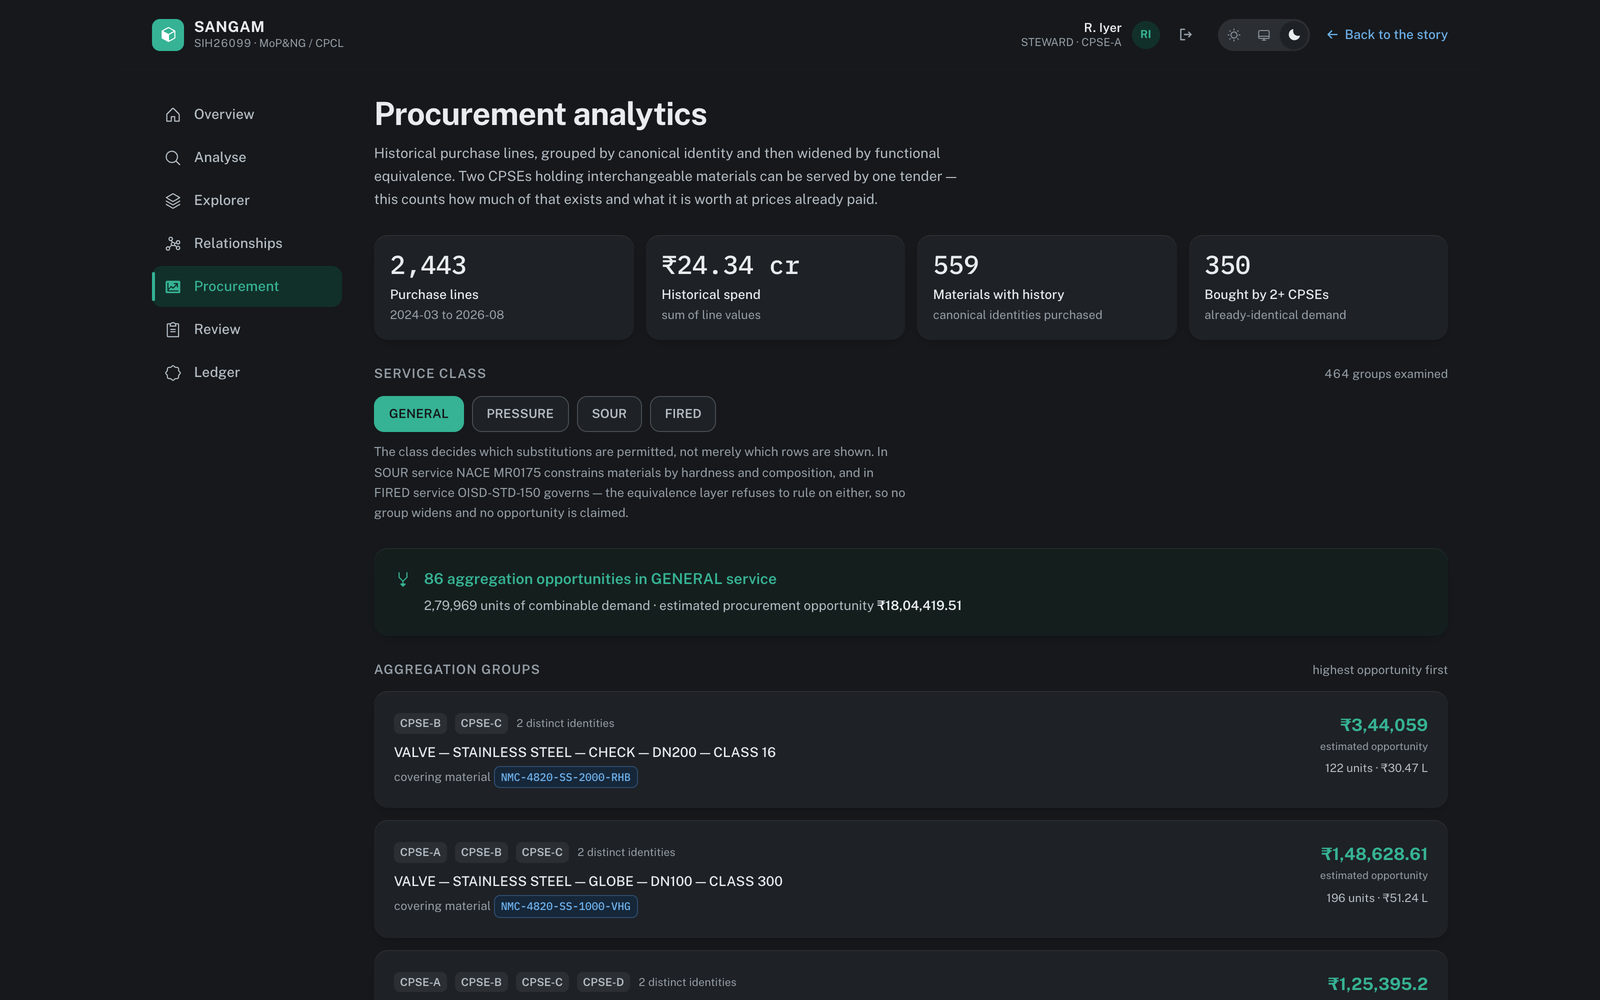 SANGAM
SIH26099 · MoP&NG / CPCL
R. Iyer
STEWARD · CPSE-A
RI
← Back to the story
Overview
Analyse
Explorer
Relationships
Procurement
Review
Ledger
Procurement analytics
Historical purchase lines, grouped by canonical identity and then widened by functional
equivalence. Two CPSEs holding interchangeable materials can be served by one tender —
this counts how much of that exists and what it is worth at prices already paid.
2,443
Purchase lines
2024-03 to 2026-08
₹24.34 cr
Historical spend
sum of line values
559
Materials with history
canonical identities purchased
350
Bought by 2+ CPSEs
already-identical demand
SERVICE CLASS
464 groups examined
GENERAL
PRESSURE
SOUR
FIRED
The class decides which substitutions are permitted, not merely which rows are shown. In
SOUR service NACE MR0175 constrains materials by hardness and composition, and in
FIRED service OISD-STD-150 governs — the equivalence layer refuses to rule on either, so no
group widens and no opportunity is claimed.
86 aggregation opportunities in GENERAL service
2,79,969 units of combinable demand · estimated procurement opportunity ₹18,04,419.51
AGGREGATION GROUPS
highest opportunity first
CPSE-B CPSE-C 2 distinct identities
VALVE — STAINLESS STEEL — CHECK — DN200 — CLASS 16
covering material NMC-4820-SS-2000-RHB
₹3,44,059
estimated opportunity
122 units · ₹30.47 L
CPSE-A CPSE-B CPSE-C 2 distinct identities
VALVE — STAINLESS STEEL — GLOBE — DN100 — CLASS 300
covering material NMC-4820-SS-1000-VHG
₹1,48,628.61
estimated opportunity
196 units · ₹51.24 L
CPSE-A CPSE-B CPSE-C CPSE-D 2 distinct identities
₹1,25,395.2